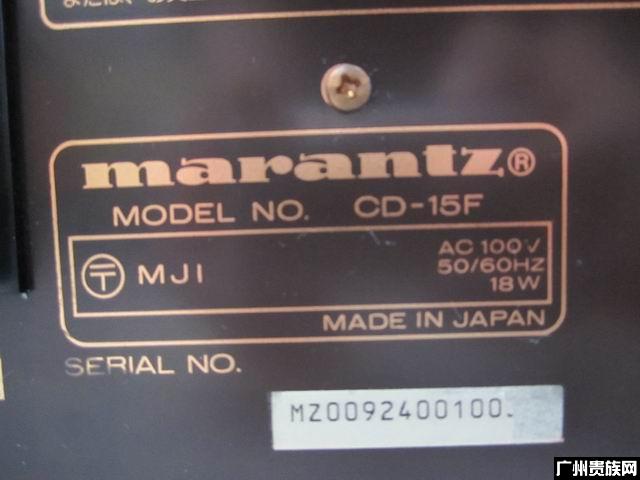 marantz®
MODEL NO. CD-15F
〒 MJI
AC 100V
50/60HZ
18W
MADE IN JAPAN
SERIAL NO.
MZ0092400100.
广州贵族网